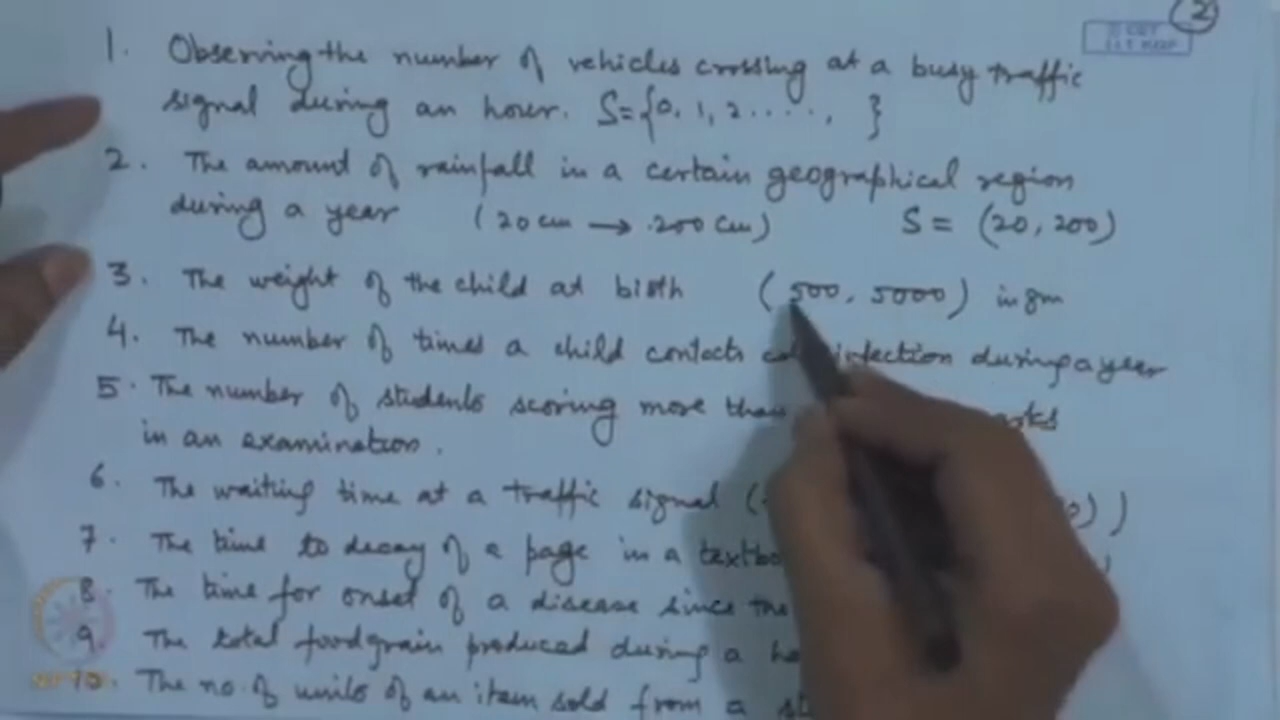 2
1. Observing the number of vehicles crossing at a busy traffic
signal during an hour. S={0, 1, 2 ....., }
2. The amount of rainfall in a certain geographical region
during a year (20 cm → 200 cm) S = (20, 200)
3. The weight of the child at birth (500, 5000) in gm
4. The number of times a child contacts infection during a year
5. The number of students scoring more than
in an examination.
6. The waiting time at a traffic signal (
7. The time to decay of a page in a
8. The time for onset of a disease since the
9. The total foodgrain produced during a
10. The no. of units of an item sold from a